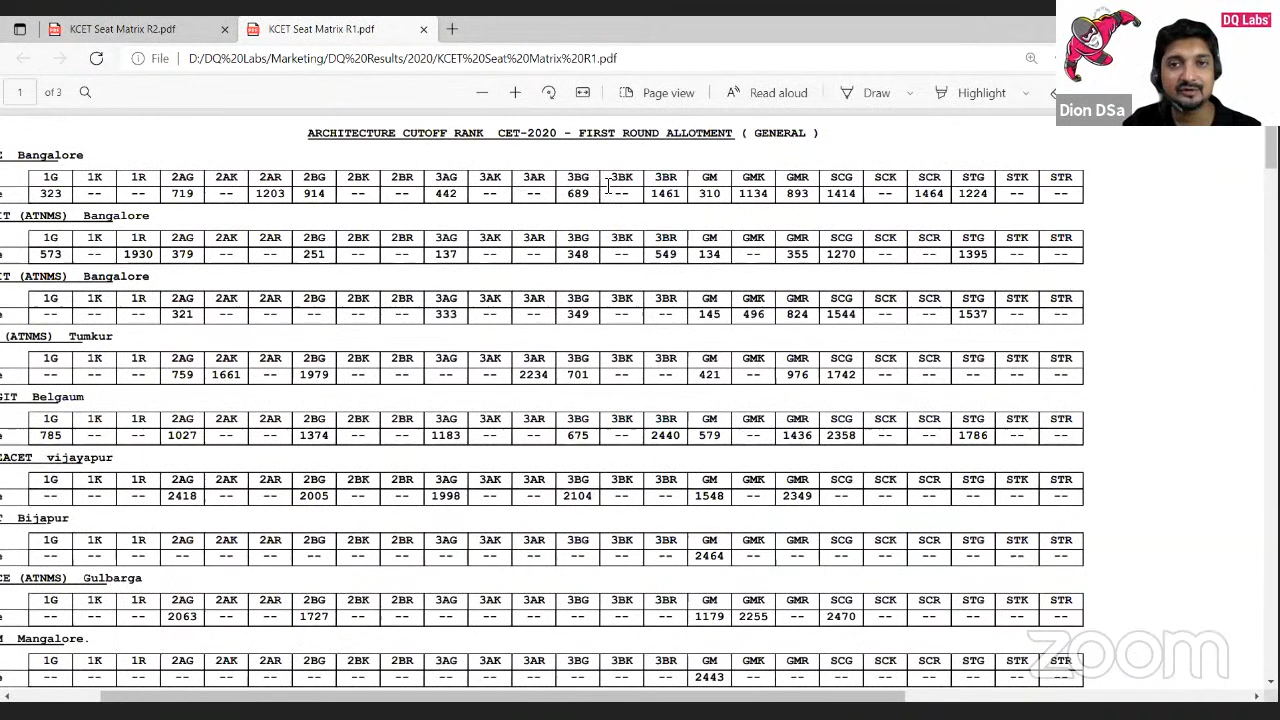 KCET Seat Matrix R2.pdf
KCET Seat Matrix R1.pdf
DQ Labs
File D:/DQ%20Labs/Marketing/DQ%20Results/2020/KCET%20Seat%20Matrix%20R1.pdf
1 of 3 Page view Read aloud Draw Highlight
Dion DSa
ARCHITECTURE CUTOFF RANK CET-2020 - FIRST ROUND ALLOTMENT ( GENERAL )
Bangalore
1G 1K 1R 2AG 2AK 2AR 2BG 2BK 2BR 3AG 3AK 3AR 3BG 3BK 3BR GM GMK GMR SCG SCK SCR STG STK STR
323 -- -- 719 -- 1203 914 -- -- 442 -- -- 689 -- 1461 310 1134 893 1414 -- 1464 1224 -- --
IT (ATNMS) Bangalore
1G 1K 1R 2AG 2AK 2AR 2BG 2BK 2BR 3AG 3AK 3AR 3BG 3BK 3BR GM GMK GMR SCG SCK SCR STG STK STR
573 -- 1930 379 -- -- 251 -- -- 137 -- -- 348 -- 549 134 -- 355 1270 -- -- 1395 -- --
IT (ATNMS) Bangalore
1G 1K 1R 2AG 2AK 2AR 2BG 2BK 2BR 3AG 3AK 3AR 3BG 3BK 3BR GM GMK GMR SCG SCK SCR STG STK STR
-- -- -- 321 -- -- -- -- -- 333 -- -- 349 -- -- 145 496 824 1544 -- -- 1537 -- --
(ATNMS) Tumkur
1G 1K 1R 2AG 2AK 2AR 2BG 2BK 2BR 3AG 3AK 3AR 3BG 3BK 3BR GM GMK GMR SCG SCK SCR STG STK STR
-- -- -- 759 1661 -- 1979 -- -- -- -- 2234 701 -- -- 421 -- 976 1742 -- -- -- -- --
GIT Belgaum
1G 1K 1R 2AG 2AK 2AR 2BG 2BK 2BR 3AG 3AK 3AR 3BG 3BK 3BR GM GMK GMR SCG SCK SCR STG STK STR
785 -- -- 1027 -- -- 1374 -- -- 1183 -- -- 675 -- 2440 579 -- 1436 2358 -- -- 1786 -- --
EACET vijayapur
1G 1K 1R 2AG 2AK 2AR 2BG 2BK 2BR 3AG 3AK 3AR 3BG 3BK 3BR GM GMK GMR SCG SCK SCR STG STK STR
-- -- -- 2418 -- -- 2005 -- -- 1998 -- -- 2104 -- -- 1548 -- 2349 -- -- -- -- -- --
T Bijapur
1G 1K 1R 2AG 2AK 2AR 2BG 2BK 2BR 3AG 3AK 3AR 3BG 3BK 3BR GM GMK GMR SCG SCK SCR STG STK STR
-- -- -- -- -- -- -- -- -- -- -- -- -- -- -- 2464 -- -- -- -- -- -- -- --
CE (ATNMS) Gulbarga
1G 1K 1R 2AG 2AK 2AR 2BG 2BK 2BR 3AG 3AK 3AR 3BG 3BK 3BR GM GMK GMR SCG SCK SCR STG STK STR
-- -- -- 2063 -- -- 1727 -- -- -- -- -- -- -- -- 1179 2255 -- 2470 -- -- -- -- --
M Mangalore.
1G 1K 1R 2AG 2AK 2AR 2BG 2BK 2BR 3AG 3AK 3AR 3BG 3BK 3BR GM GMK GMR SCG SCK SCR STG STK STR
-- -- -- -- -- -- -- -- -- -- -- -- -- -- -- 2443 -- -- -- -- -- -- -- --
zoom